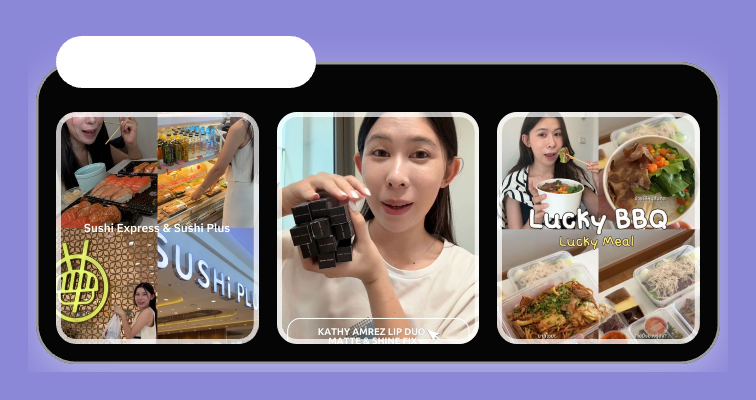 Sushi Express & Sushi Plus
SUSHi PLU
KATHY AMREZ LIP DUO
MATTE & SHINE FIX
Lucky BBQ
Lucky Meal